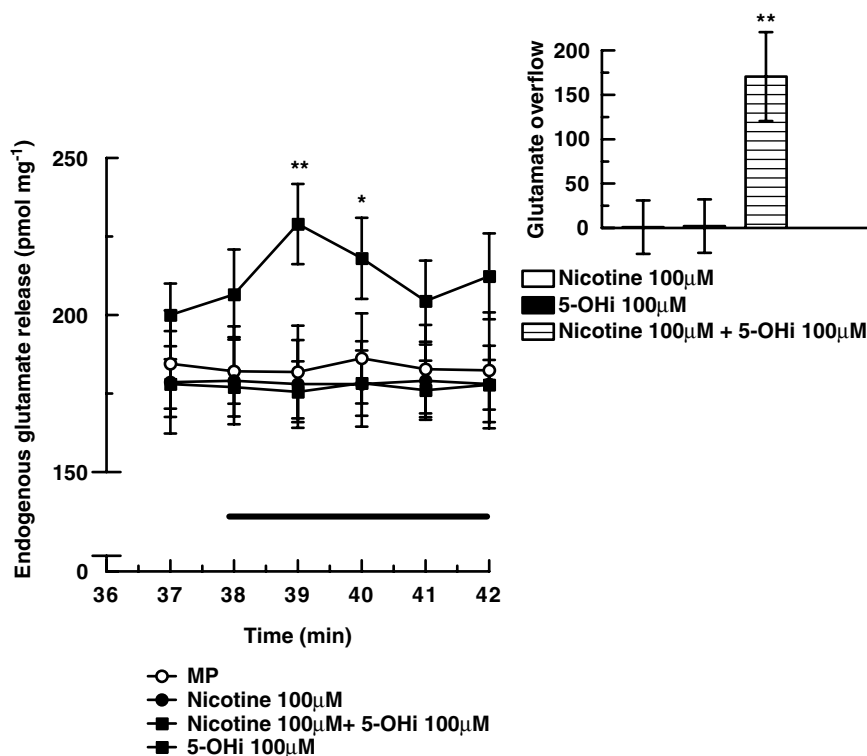 Endogenous glutamate release (pmol mg⁻¹)
250
200
150
0
**
*
36 37 38 39 40 41 42
Time (min)
MP
Nicotine 100μM
Nicotine 100μM+ 5-OHi 100μM
5-OHi 100μM
Glutamate overflow
200
150
100
50
0
**
Nicotine 100μM
5-OHi 100μM
Nicotine 100μM + 5-OHi 100μM